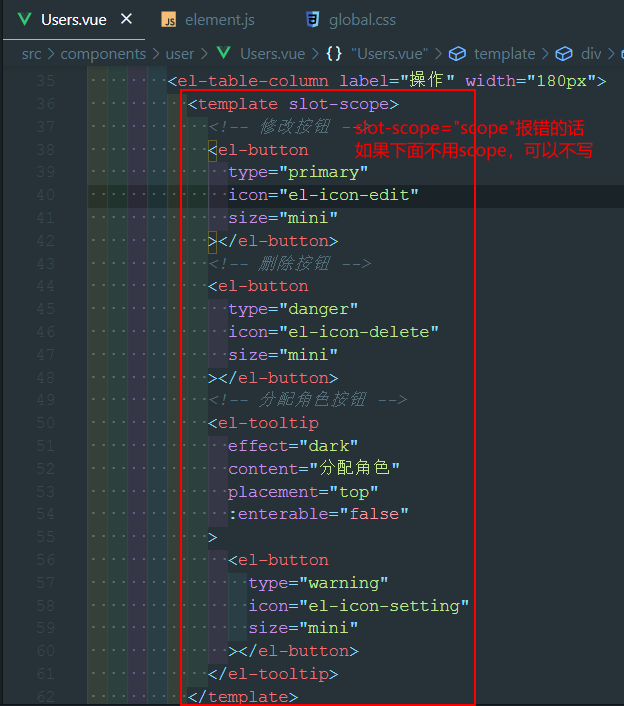 Users.vue ×
JS element.js
global.css
src > components > user > Users.vue > {} "Users.vue" > template > div >
35 <el-table-column label="操作" width="180px">
36 <template slot-scope>
37 <!-- 修改按钮 -->
slot-scope="scope"报错的话
38 <el-button
如果下面不用scope，可以不写
39 type="primary"
40 icon="el-icon-edit"
41 size="mini"
42 ></el-button>
43 <!-- 删除按钮 -->
44 <el-button
45 type="danger"
46 icon="el-icon-delete"
47 size="mini"
48 ></el-button>
49 <!-- 分配角色按钮 -->
50 <el-tooltip
51 effect="dark"
52 content="分配角色"
53 placement="top"
54 :enterable="false"
55 >
56 <el-button
57 type="warning"
58 icon="el-icon-setting"
59 size="mini"
60 ></el-button>
61 </el-tooltip>
62 </template>